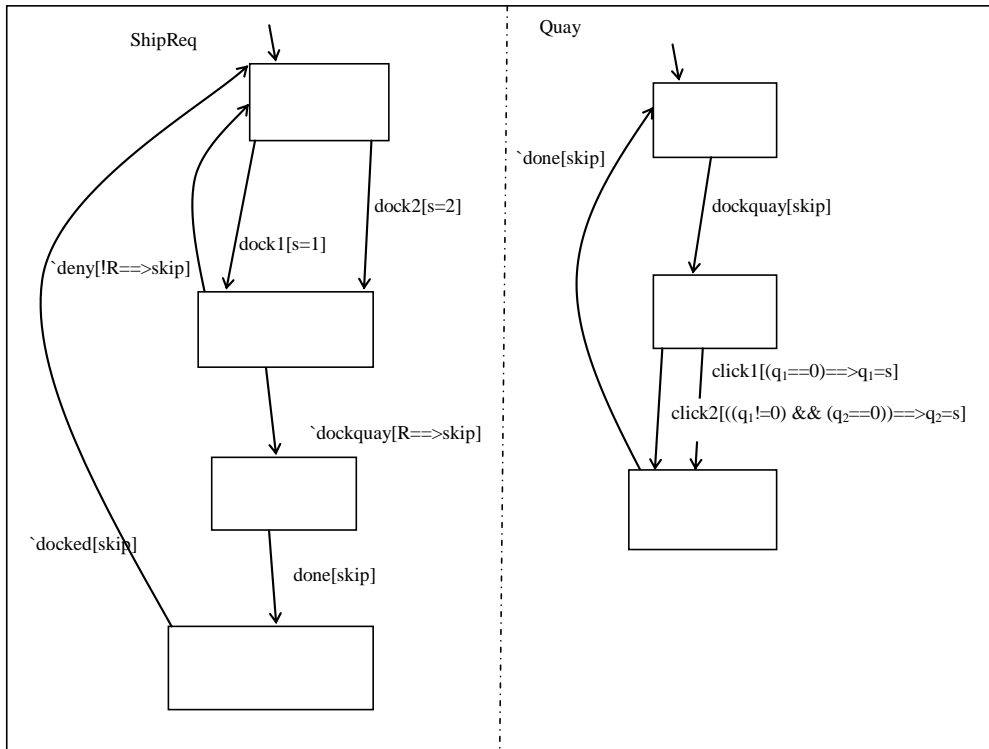 ShipReq
Quay
`done[skip]
dock2[s=2]
dockquay[skip]
dock1[s=1]
`deny[!R==>skip]
click1[(q₁==0)==>q₁=s]
click2[((q₁!=0) && (q₂==0))==>q₂=s]
`dockquay[R==>skip]
`docked[skip]
done[skip]